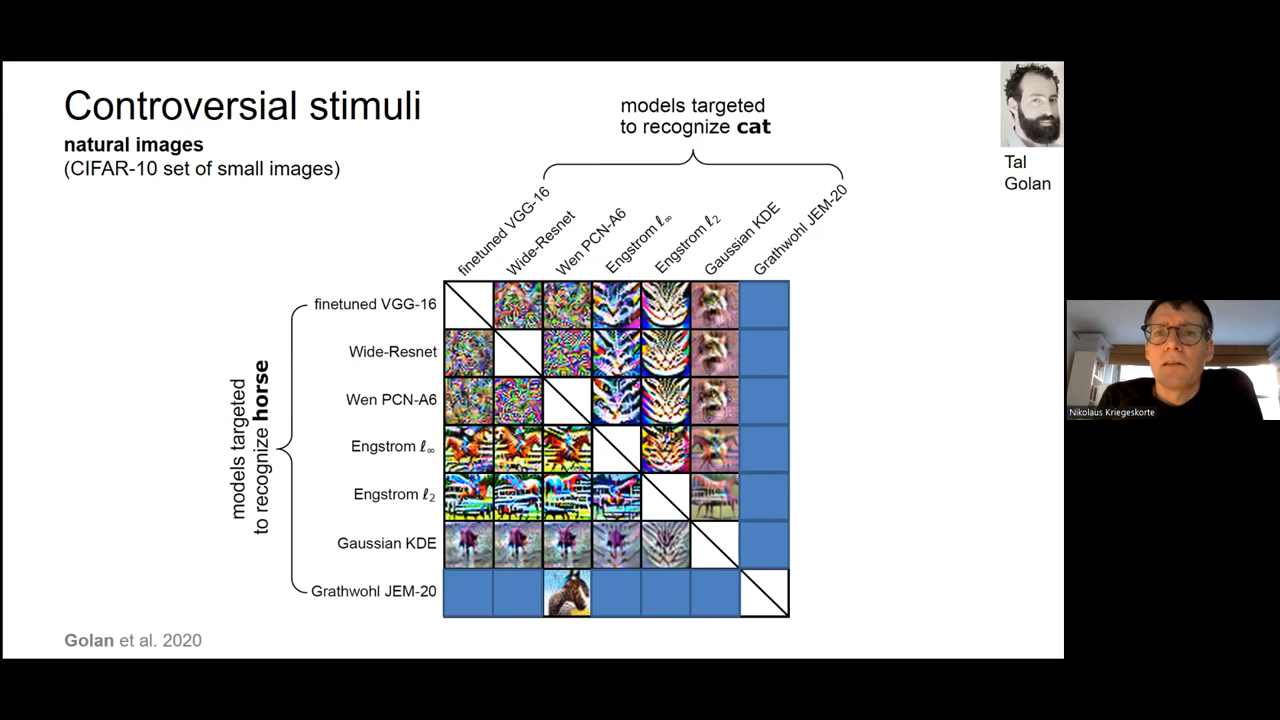 Controversial stimuli
natural images
(CIFAR-10 set of small images)
models targeted
to recognize cat
Tal
Golan
finetuned VGG-16
Wide-Resnet
Wen PCN-A6
Engstrom ℓ∞
Engstrom ℓ₂
Gaussian KDE
Grathwohl JEM-20
models targeted
to recognize horse
finetuned VGG-16
Wide-Resnet
Wen PCN-A6
Engstrom ℓ∞
Engstrom ℓ₂
Gaussian KDE
Grathwohl JEM-20
Golan et al. 2020
Nikolaus Kriegeskorte